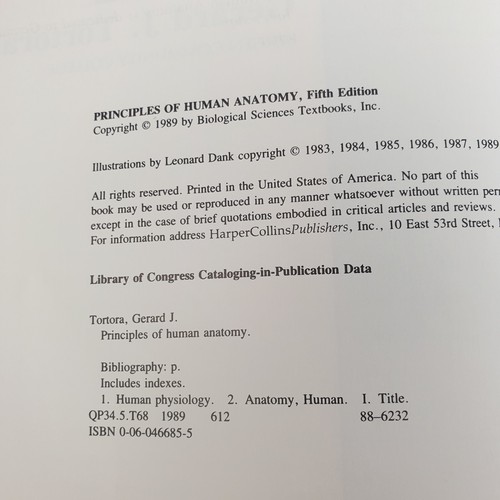 PRINCIPLES OF HUMAN ANATOMY, Fifth Edition
Copyright © 1989 by Biological Sciences Textbooks, Inc.
Illustrations by Leonard Dank copyright © 1983, 1984, 1985, 1986, 1987, 1989
All rights reserved. Printed in the United States of America. No part of this
book may be used or reproduced in any manner whatsoever without written
except in the case of brief quotations embodied in critical articles and reviews.
For information address HarperCollinsPublishers, Inc., 10 East 53rd Street,
Library of Congress Cataloging-in-Publication Data
Tortora, Gerard J.
Principles of human anatomy.
Bibliography: p.
Includes indexes.
1. Human physiology. 2. Anatomy, Human. I. Title.
QP34.5.T68 1989 612 88–6232
ISBN 0-06-046685-5